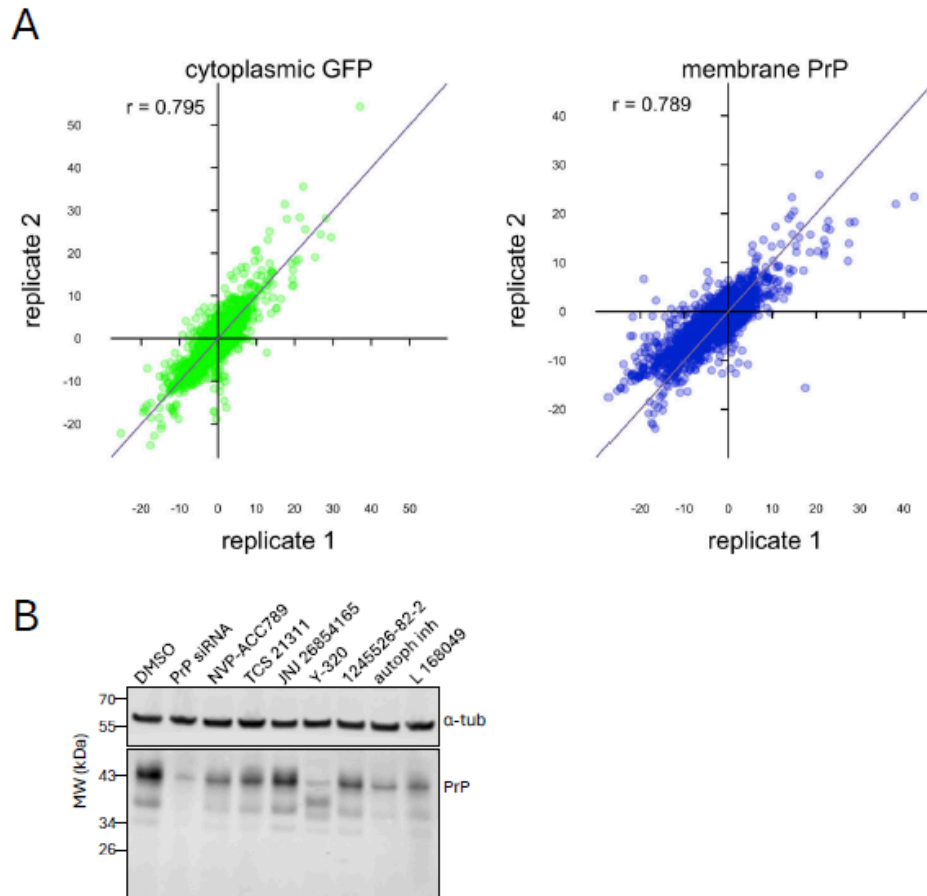 A
cytoplasmic GFP
r = 0.795
50
40
30
20
10
0
-10
-20
replicate 2
-20 -10 0 10 20 30 40 50
replicate 1
membrane PrP
r = 0.789
40
30
20
10
0
-10
-20
replicate 2
-20 -10 0 10 20 30 40
replicate 1
B
DMSO
PrP siRNA
NVP-ACC789
TCS 21311
JNJ 26854165
Y-320
1245526-82-2
autoph inh
L 168049
MW (kDa)
70
55
α-tub
43
PrP
34
26